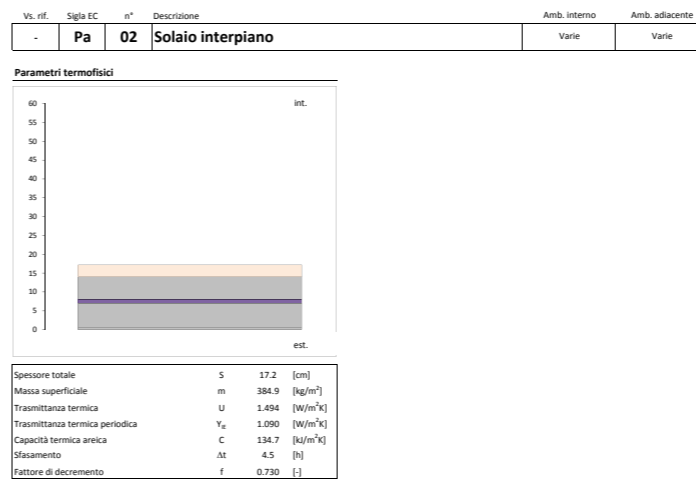 Vs. rif. Sigla EC n° Descrizione Amb. interno Amb. adiacente
- Pa 02 Solaio interpiano Varie Varie
Parametri termofisici
60 int.
55
50
45
40
35
30
25
20
15
10
5
0
est.
Spessore totale S 17.2 [cm]
Massa superficiale m 384.9 [kg/m²]
Trasmittanza termica U 1.494 [W/m²K]
Trasmittanza termica periodica Y_IE 1.090 [W/m²K]
Capacità termica areica C 134.7 [kJ/m²K]
Sfasamento Δt 4.5 [h]
Fattore di decremento f 0.730 [-]